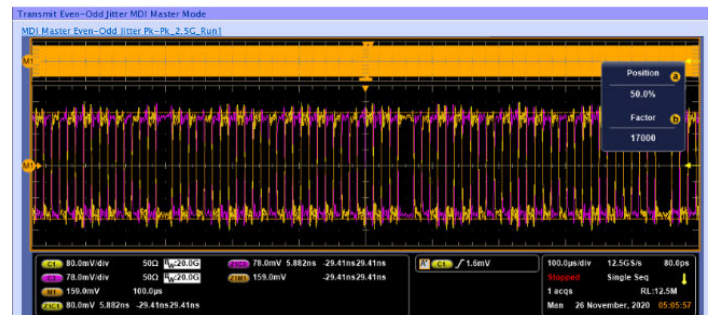 Transmit Even-Odd Jitter MDI Master Mode
MDI Master Even-Odd Jitter Pk-Pk_2.5G_Run1
M1
Position a
50.0%
Factor b
17000
M1
C1 80.0mV/div 50Ω BW:20.0G
C3 78.0mV/div 50Ω BW:20.0G
M1 159.0mV 100.0µs
Z1C1 80.0mV 5.882ns -29.41ns29.41ns
Z1C3 78.0mV 5.882ns -29.41ns29.41ns
Z1M1 159.0mV -29.41ns29.41ns
A' C1 / 1.6mV
100.0µs/div 12.5GS/s 80.0ps
Stopped Single Seq
1 acqs RL:12.5M
Man 26 November, 2020 05:05:57